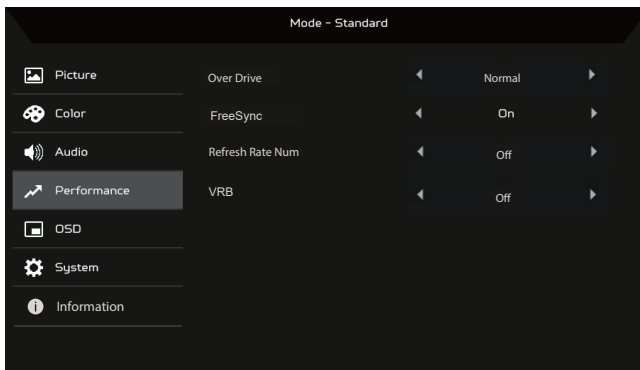 Mode - Standard
Picture
Over Drive Normal
Color
FreeSync On
Audio
Refresh Rate Num Off
Performance
VRB Off
OSD
System
Information